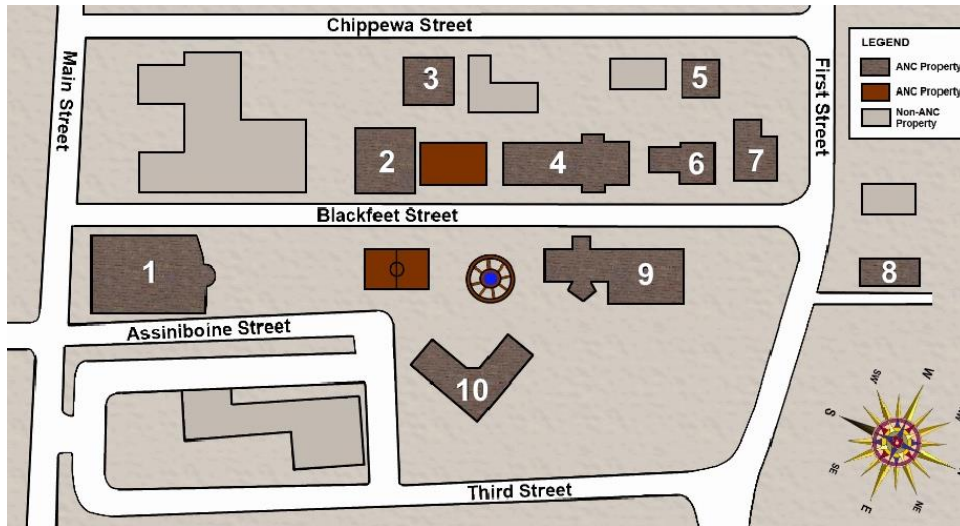 Chippewa Street
Main Street
First Street
LEGEND
ANC Property
ANC Property
Non-ANC
Property
3
5
2
4
6
7
Blackfeet Street
1
9
8
Assiniboine Street
10
Third Street
W
SW
S
SE
E
NE